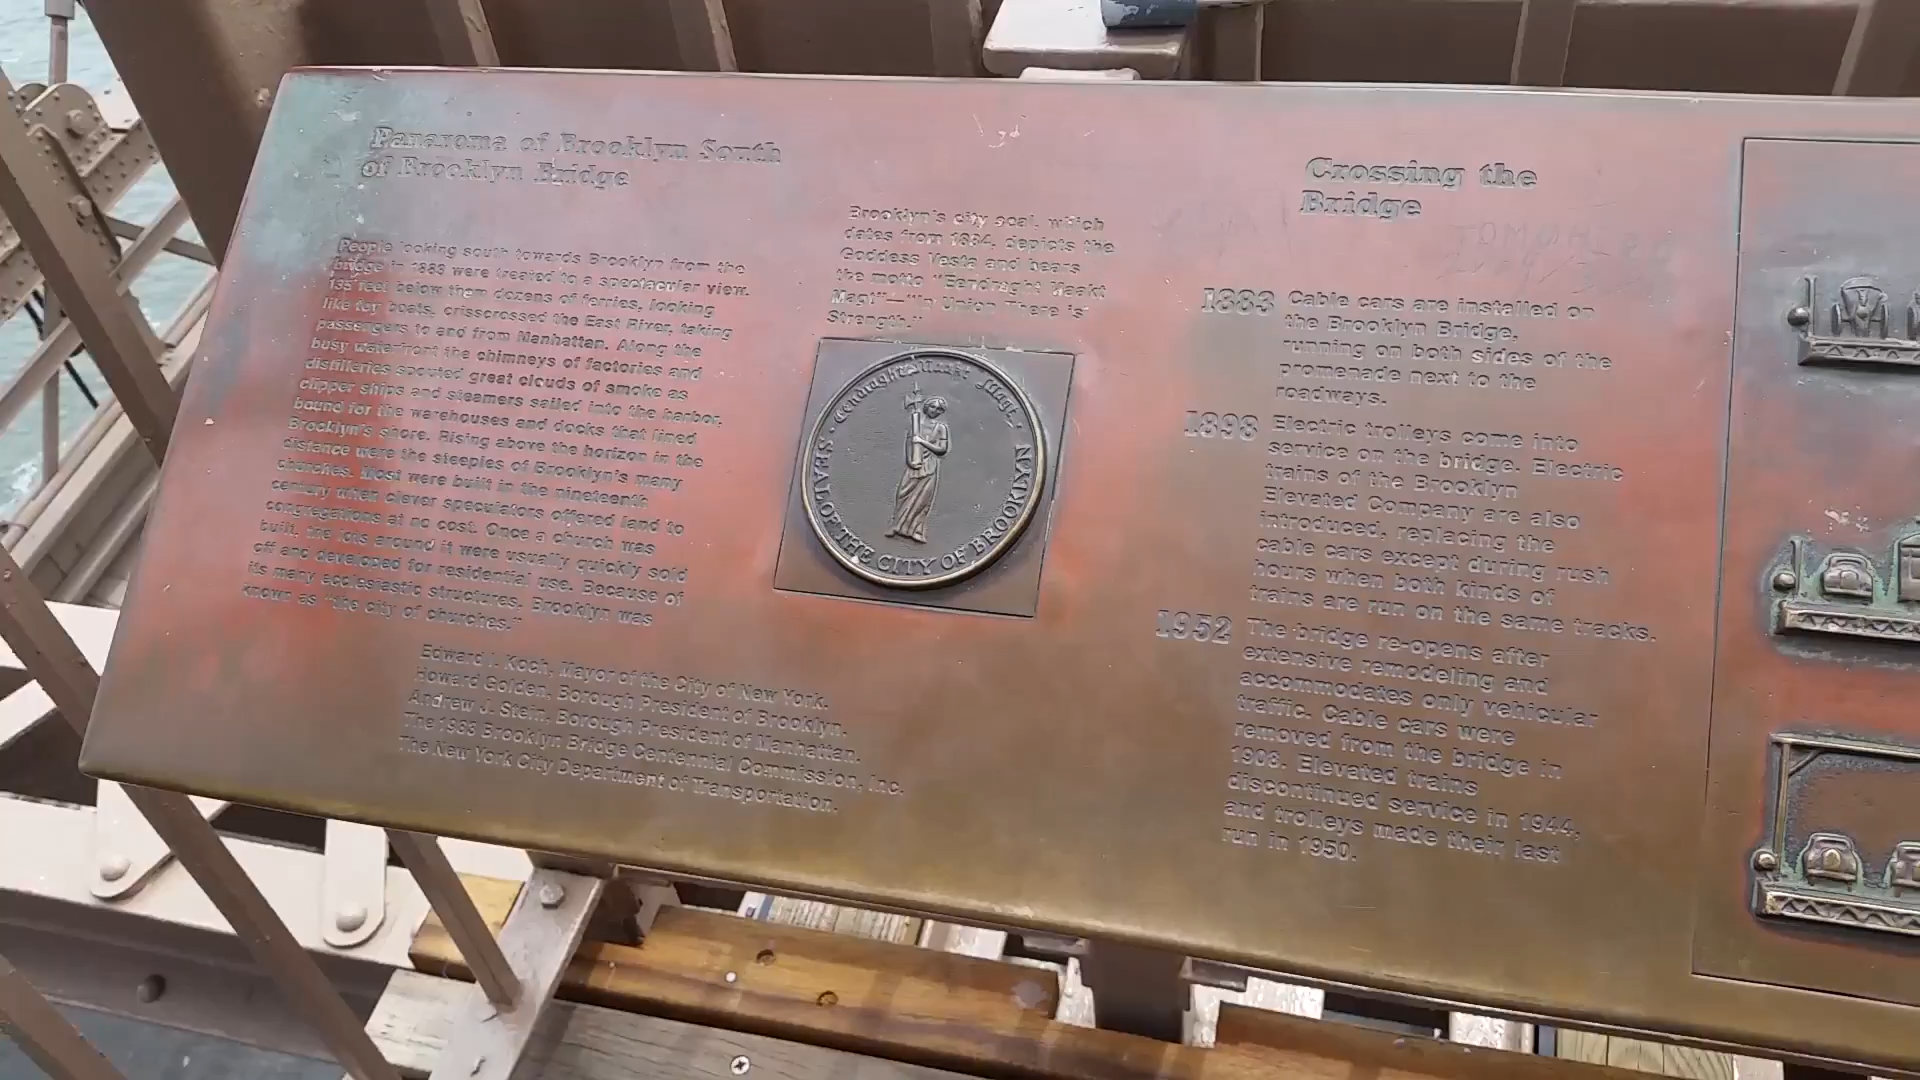 Panaroma of Brooklyn South
of Brooklyn Bridge
People looking south towards Brooklyn from the
bridge in 1883 were treated to a spectacular view.
135 feet below them dozens of ferries, looking
like toy boats, crisscrossed the East River, taking
passengers to and from Manhattan. Along the
busy waterfront the chimneys of factories and
distilleries spouted great clouds of smoke as
clipper ships and steamers sailed into the harbor,
bound for the warehouses and docks that lined
Brooklyn's shore. Rising above the horizon in the
distance were the steeples of Brooklyn's many
churches. Most were built in the nineteenth
century when clever speculators offered land to
congregations at no cost. Once a church was
built, the lots around it were usually quickly sold
off and developed for residential use. Because of
its many ecclesiastic structures, Brooklyn was
known as "the city of churches."
Edward I. Koch, Mayor of the City of New York.
Howard Golden, Borough President of Brooklyn.
Andrew J. Stein, Borough President of Manhattan.
The 1983 Brooklyn Bridge Centennial Commission, Inc.
The New York City Department of Transportation.
Brooklyn's city seal, which
dates from 1834, depicts the
Goddess Vesta and bears
the motto "Eendraght Maakt
Magt"—"In Union There is
Strength."
Eendraght Maakt Magt
SEAL OF THE CITY OF BROOKLYN
Crossing the
Bridge
1883 Cable cars are installed on
the Brooklyn Bridge,
running on both sides of the
promenade next to the
roadways.
1898 Electric trolleys come into
service on the bridge. Electric
trains of the Brooklyn
Elevated Company are also
introduced, replacing the
cable cars except during rush
hours when both kinds of
trains are run on the same tracks.
1952 The bridge re-opens after
extensive remodeling and
accommodates only vehicular
traffic. Cable cars were
removed from the bridge in
1908. Elevated trains
discontinued service in 1944,
and trolleys made their last
run in 1950.